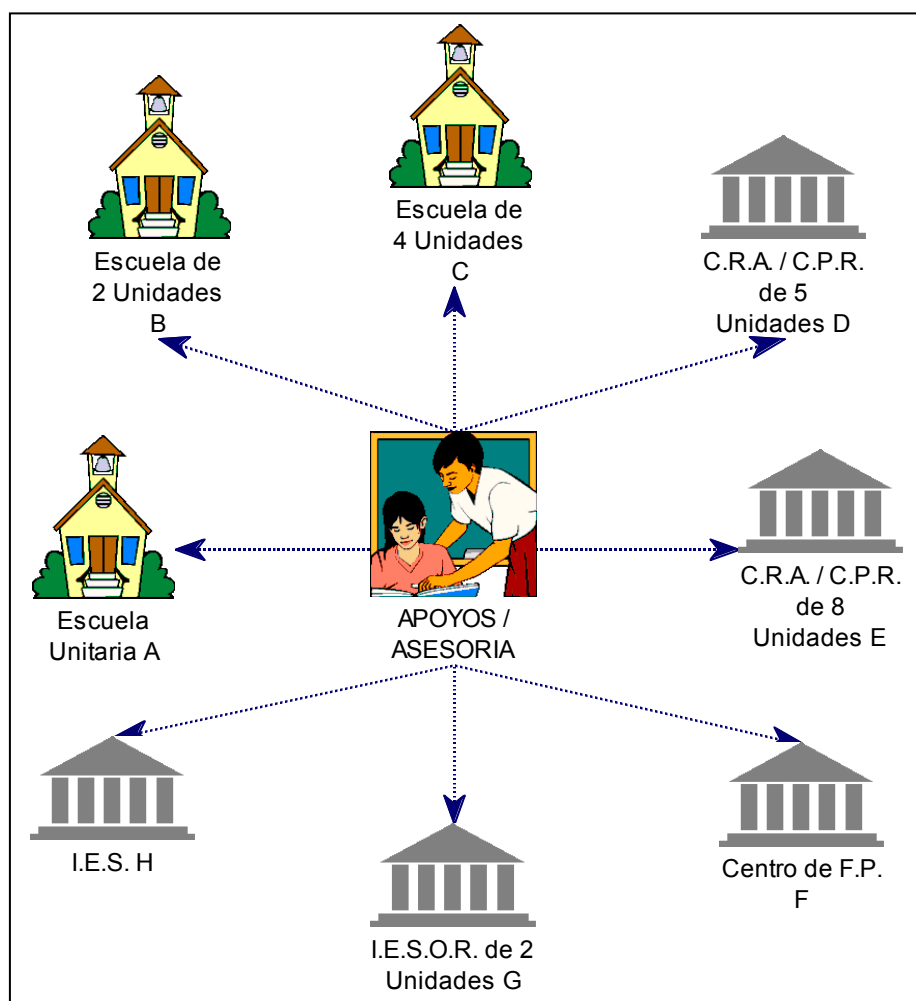 Escuela de
4 Unidades
C
Escuela de
2 Unidades
B
C.R.A. / C.P.R.
de 5
Unidades D
Escuela
Unitaria A
APOYOS /
ASESORIA
C.R.A. / C.P.R.
de 8
Unidades E
I.E.S. H
I.E.S.O.R. de 2
Unidades G
Centro de F.P.
F